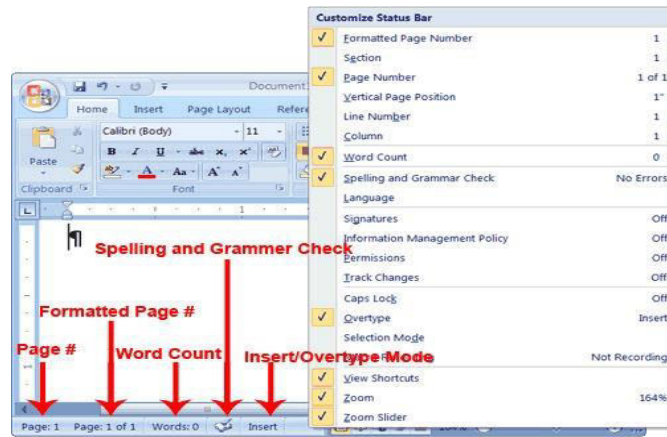 Customize Status Bar
Formatted Page Number 1
Section 1
Page Number 1 of 1
Vertical Page Position 1"
Line Number 1
Column 1
Word Count 0
Spelling and Grammar Check No Errors
Language
Signatures Off
Information Management Policy Off
Permissions Off
Track Changes Off
Caps Lock Off
Overtype Insert
Selection Mode
Not Recording
View Shortcuts
Zoom 164%
Zoom Slider
Document
Home Insert Page Layout Refere
Calibri (Body) 11
B I U abc x, x'
Paste
A Aa A A
Clipboard Font
L 1
¶
Spelling and Grammer Check
Formatted Page #
Page # Word Count Insert/Overtype Mode
Page: 1 Page: 1 of 1 Words: 0 Insert